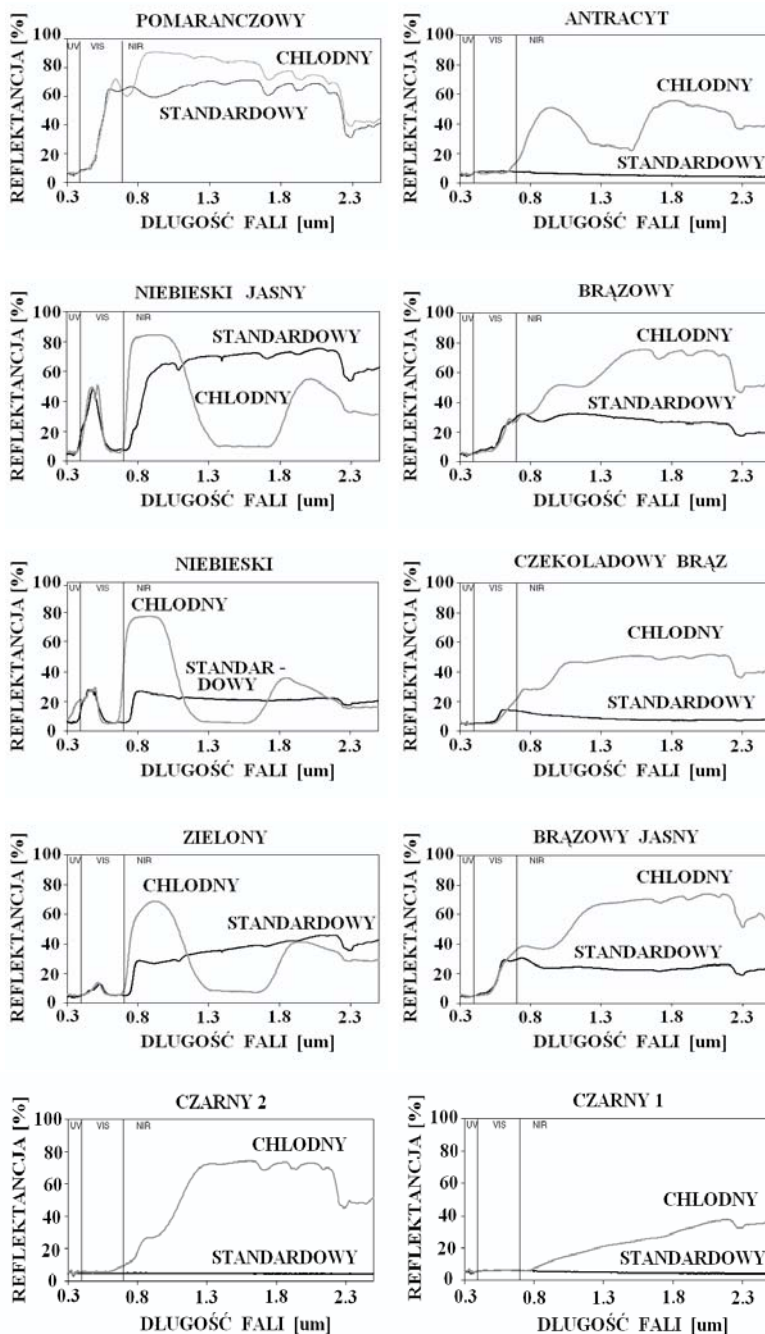 POMARAŃCZOWY
REFLEKTANCJA [%]
100
80
60
40
20
0
UV VIS NIR
CHLODNY
STANDARDOWY
0.3 0.8 1.3 1.8 2.3
DLUGOŚĆ FALI [um]
ANTRACYT
REFLEKTANCJA [%]
100
80
60
40
20
0
UV VIS NIR
CHLODNY
STANDARDOWY
0.3 0.8 1.3 1.8 2.3
DLUGOŚĆ FALI [um]
NIEBIESKI JASNY
REFLEKTANCJA [%]
100
80
60
40
20
0
UV VIS NIR
STANDARDOWY
CHLODNY
0.3 0.8 1.3 1.8 2.3
DLUGOŚĆ FALI [um]
BRĄZOWY
REFLEKTANCJA [%]
100
80
60
40
20
0
UV VIS NIR
CHLODNY
STANDARDOWY
0.3 0.8 1.3 1.8 2.3
DLUGOŚĆ FALI [um]
NIEBIESKI
REFLEKTANCJA [%]
100
80
60
40
20
0
UV VIS NIR
CHLODNY
STANDAR -
DOWY
0.3 0.8 1.3 1.8 2.3
DLUGOŚĆ FALI [um]
CZEKOLADOWY BRĄZ
REFLEKTANCJA [%]
100
80
60
40
20
0
UV VIS NIR
CHLODNY
STANDARDOWY
0.3 0.8 1.3 1.8 2.3
DLUGOŚĆ FALI [um]
ZIELONY
REFLEKTANCJA [%]
100
80
60
40
20
0
UV VIS NIR
CHLODNY
STANDARDOWY
0.3 0.8 1.3 1.8 2.3
DLUGOŚĆ FALI [um]
BRĄZOWY JASNY
REFLEKTANCJA [%]
100
80
60
40
20
0
UV VIS NIR
CHLODNY
STANDARDOWY
0.3 0.8 1.3 1.8 2.3
DLUGOŚĆ FALI [um]
CZARNY 2
REFLEKTANCJA [%]
100
80
60
40
20
0
UV VIS NIR
CHLODNY
STANDARDOWY
0.3 0.8 1.3 1.8 2.3
DLUGOŚĆ FALI [um]
CZARNY 1
REFLEKTANCJA [%]
100
80
60
40
20
0
UV VIS NIR
CHLODNY
STANDARDOWY
0.3 0.8 1.3 1.8 2.3
DLUGOŚĆ FALI [um]